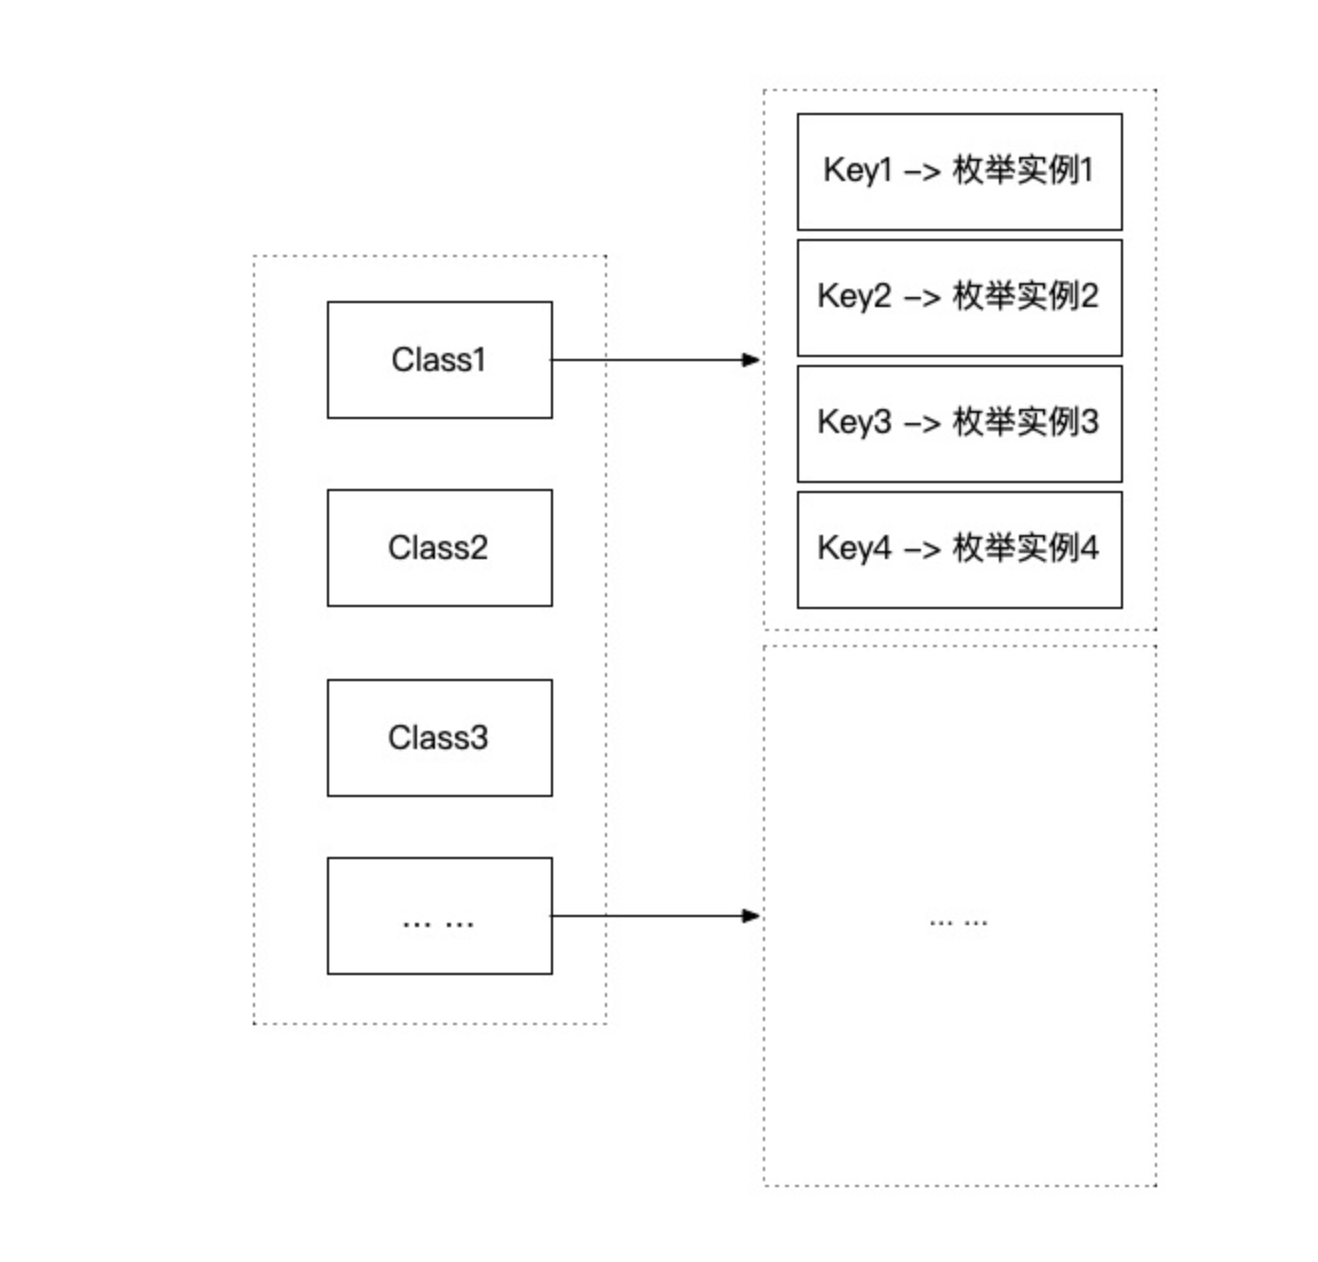 Class1
Class2
Class3
... ...
Key1 –> 枚举实例1
Key2 –> 枚举实例2
Key3 –> 枚举实例3
Key4 –> 枚举实例4
... ...